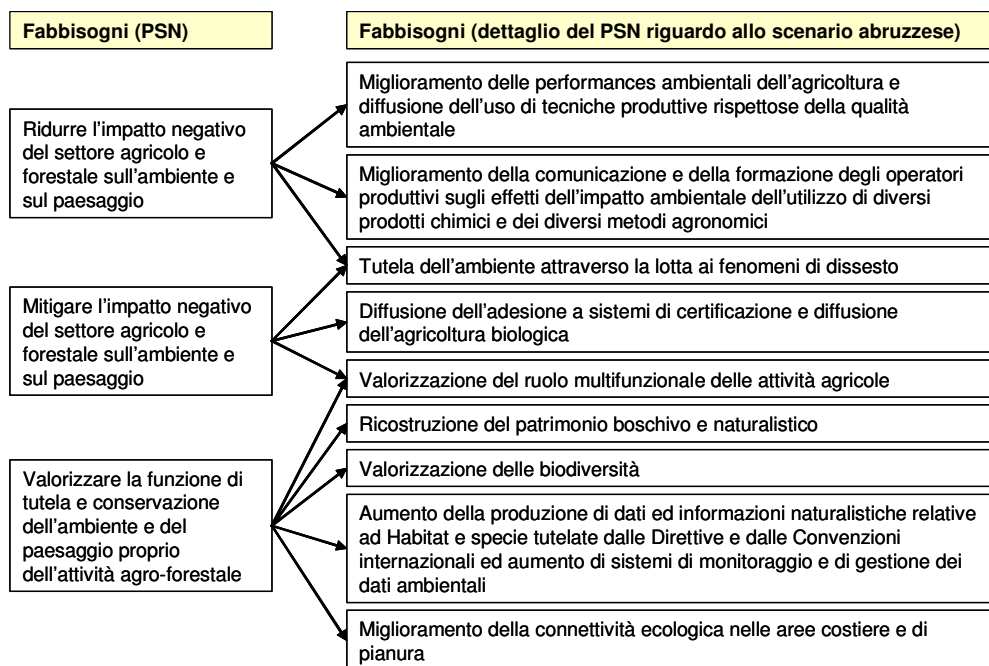 Fabbisogni (PSN)
Fabbisogni (dettaglio del PSN riguardo allo scenario abruzzese)
Ridurre l'impatto negativo
del settore agricolo e
forestale sull'ambiente e
sul paesaggio
Mitigare l'impatto negativo
del settore agricolo e
forestale sull'ambiente e
sul paesaggio
Valorizzare la funzione di
tutela e conservazione
dell'ambiente e del
paesaggio proprio
dell'attività agro-forestale
Miglioramento delle performances ambientali dell'agricoltura e
diffusione dell'uso di tecniche produttive rispettose della qualità
ambientale
Miglioramento della comunicazione e della formazione degli operatori
produttivi sugli effetti dell'impatto ambientale dell'utilizzo di diversi
prodotti chimici e dei diversi metodi agronomici
Tutela dell'ambiente attraverso la lotta ai fenomeni di dissesto
Diffusione dell'adesione a sistemi di certificazione e diffusione
dell'agricoltura biologica
Valorizzazione del ruolo multifunzionale delle attività agricole
Ricostruzione del patrimonio boschivo e naturalistico
Valorizzazione delle biodiversità
Aumento della produzione di dati ed informazioni naturalistiche relative
ad Habitat e specie tutelate dalle Direttive e dalle Convenzioni
internazionali ed aumento di sistemi di monitoraggio e di gestione dei
dati ambientali
Miglioramento della connettività ecologica nelle aree costiere e di
pianura